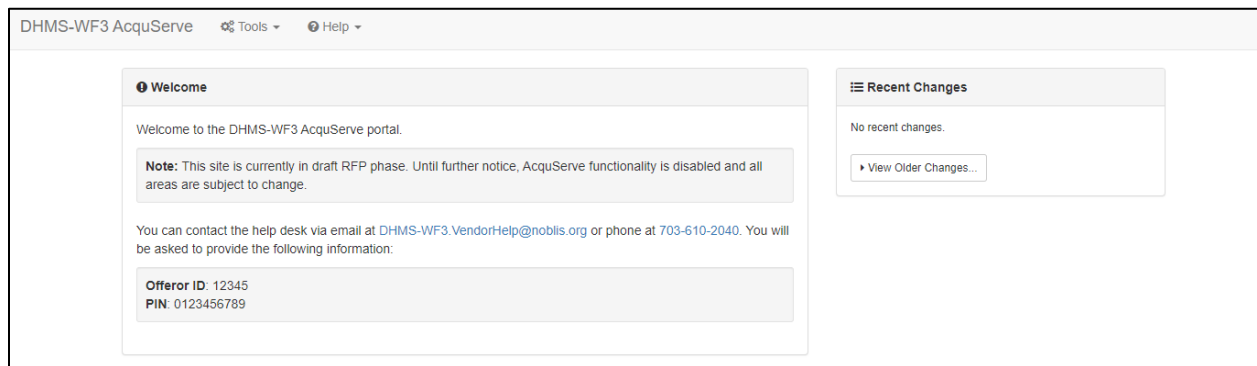 DHMS-WF3 AcquServe Tools Help
Welcome
Welcome to the DHMS-WF3 AcquServe portal.
Note: This site is currently in draft RFP phase. Until further notice, AcquServe functionality is disabled and all
areas are subject to change.
You can contact the help desk via email at DHMS-WF3.VendorHelp@noblis.org or phone at 703-610-2040. You will
be asked to provide the following information:
Offeror ID: 12345
PIN: 0123456789
Recent Changes
No recent changes.
View Older Changes...